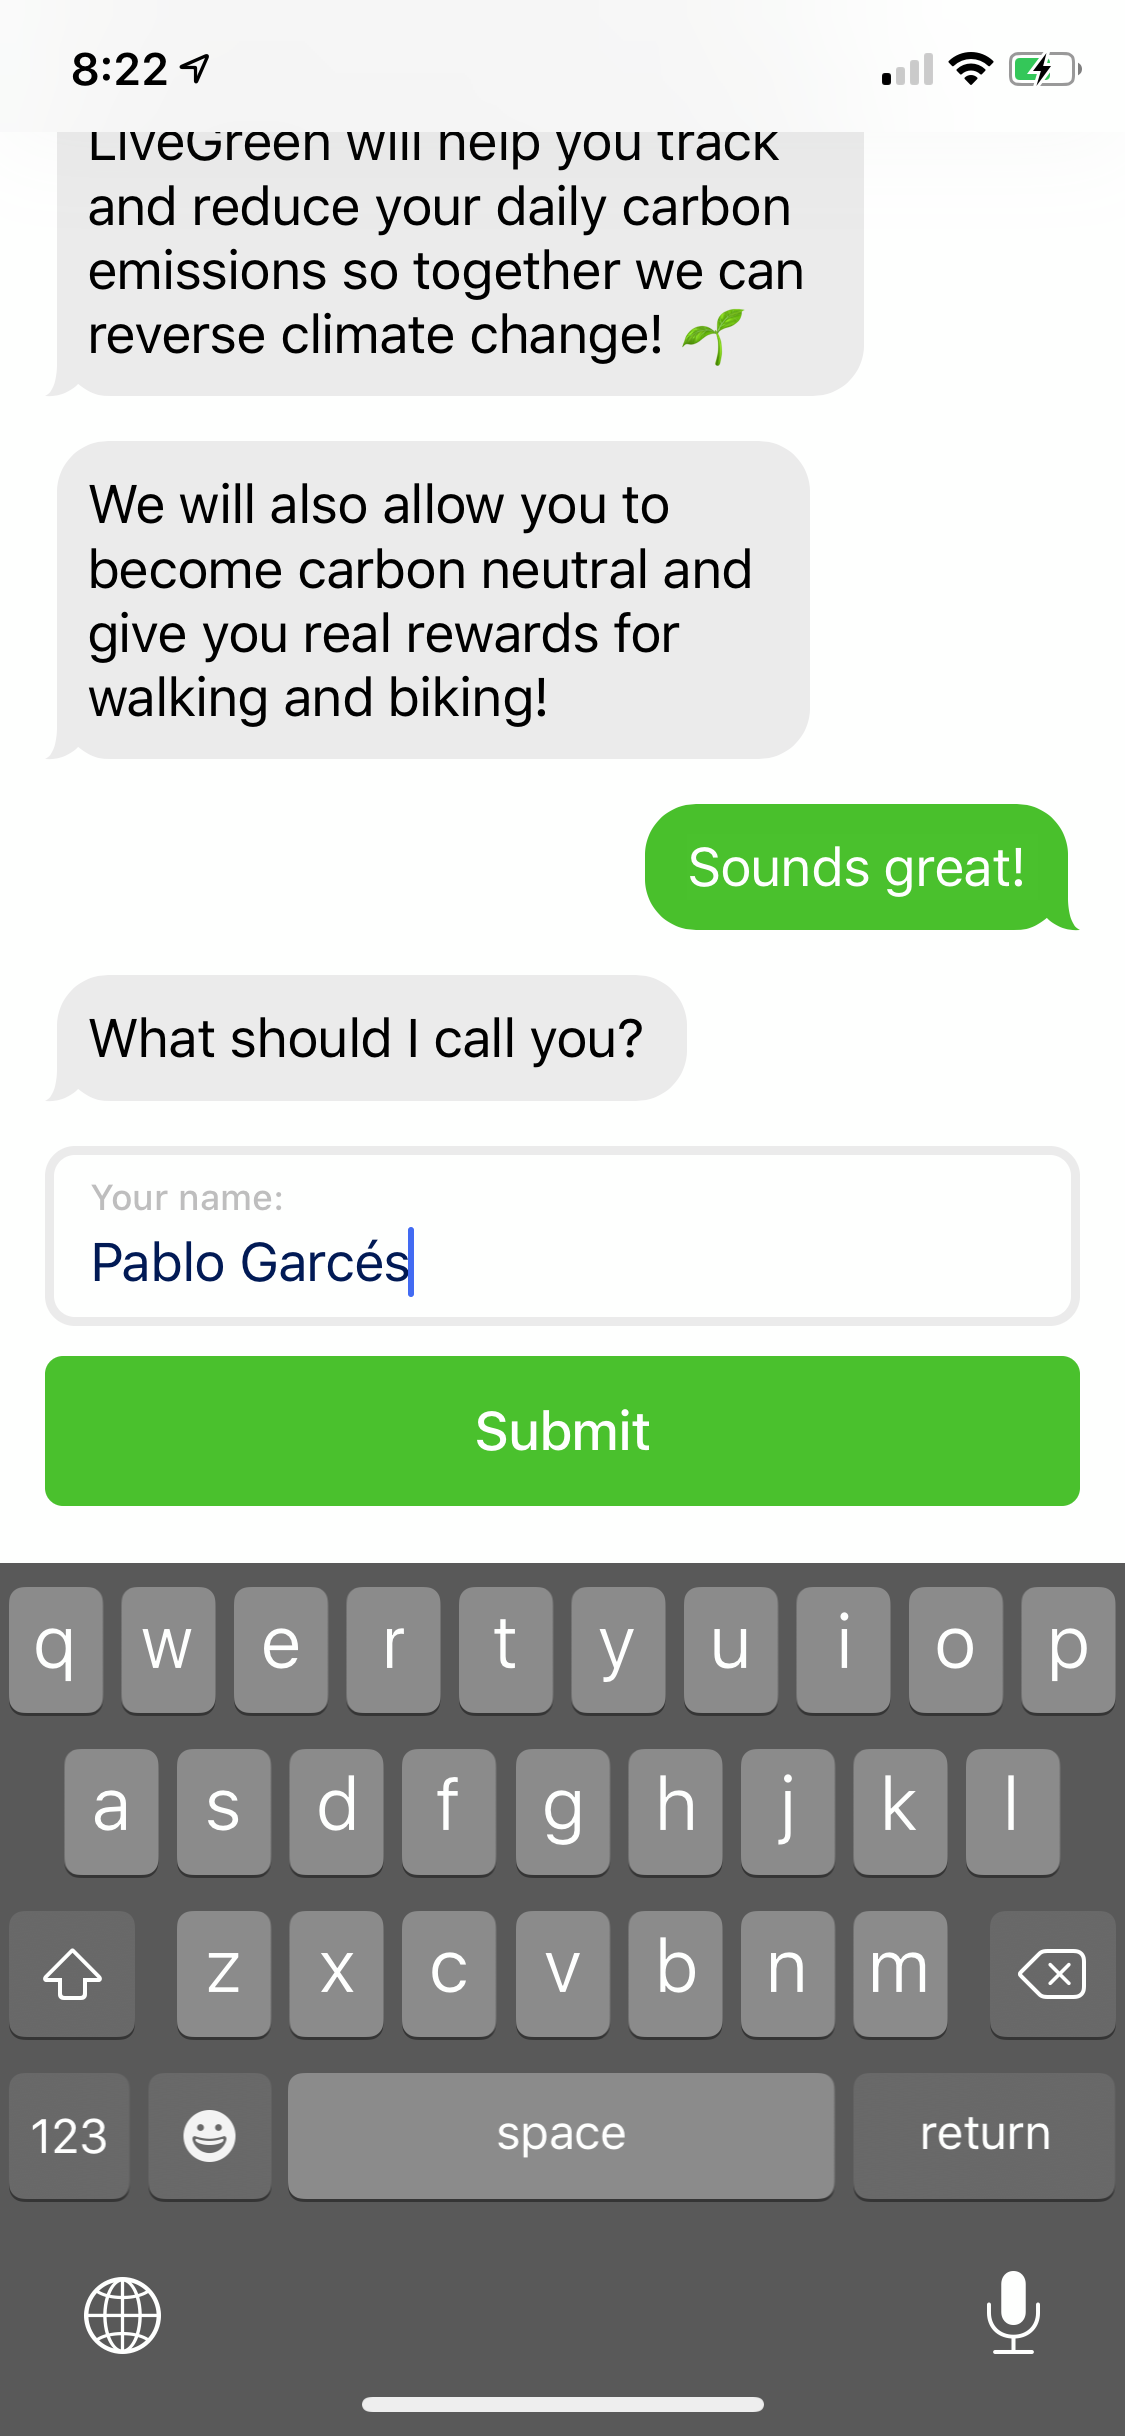 8:22
LiveGreen will help you track
and reduce your daily carbon
emissions so together we can
reverse climate change! 🌱
We will also allow you to
become carbon neutral and
give you real rewards for
walking and biking!
Sounds great!
What should I call you?
Your name:
Pablo Garcés
Submit
q w e r t y u i o p
a s d f g h j k l
z x c v b n m
123 space return